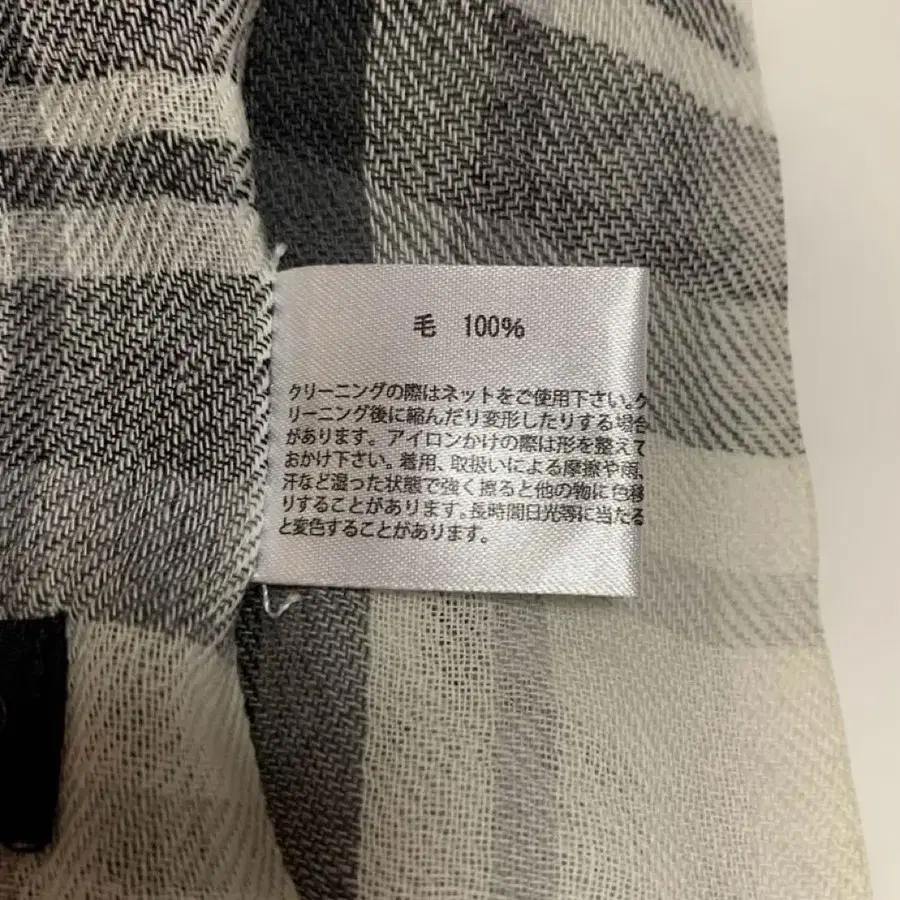 毛 100%
クリーニングの際はネットをご使用下さい。ク
リーニング後に縮んだり変形したりする場合
があります。アイロンかけの際は形を整えて
おかけ下さい。着用、取扱いによる摩擦や雨、
汗など湿った状態で強く擦ると他の物に色移
りすることがあります。長時間日光等に当たる
と変色することがあります。